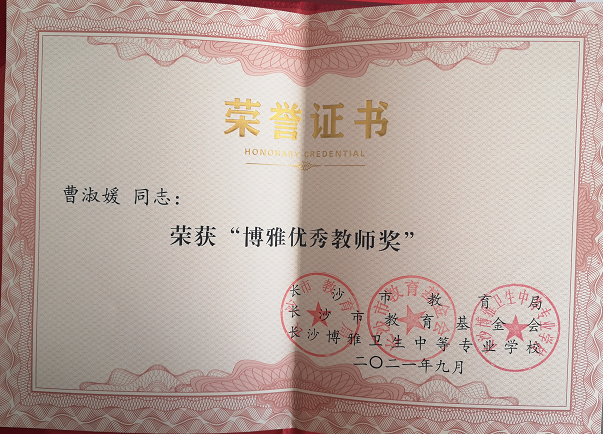 荣誉证书
HONORARY CREDENTIAL
曹淑媛 同志：
荣获“博雅优秀教师奖”
长沙市教育局
长沙市教育基金会
长沙博雅卫生中等专业学校
二〇二一年九月